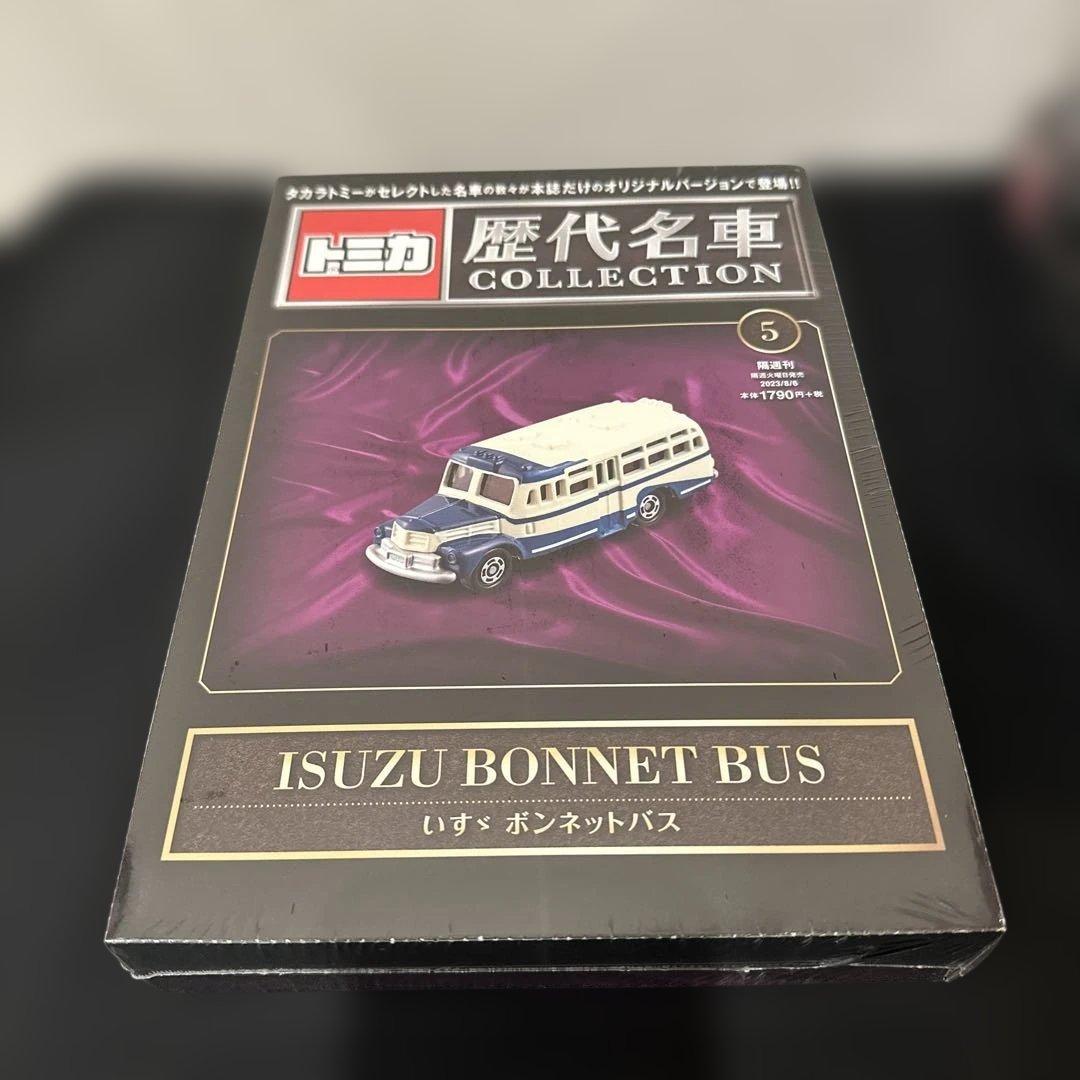 タカラトミーがセレクトした名車の数々が本誌だけのオリジナルバージョンで登場!!
トミカ
歴代名車
COLLECTION
5
隔週刊
隔週火曜日発売
2023/8/6
本体1790円+税
ISUZU BONNET BUS
いすゞ ボンネットバス